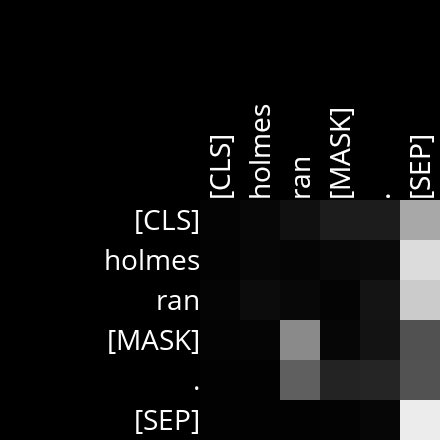 [CLS] holmes ran [MASK] . [SEP]
[CLS]
holmes
ran
[MASK]
.
[SEP]